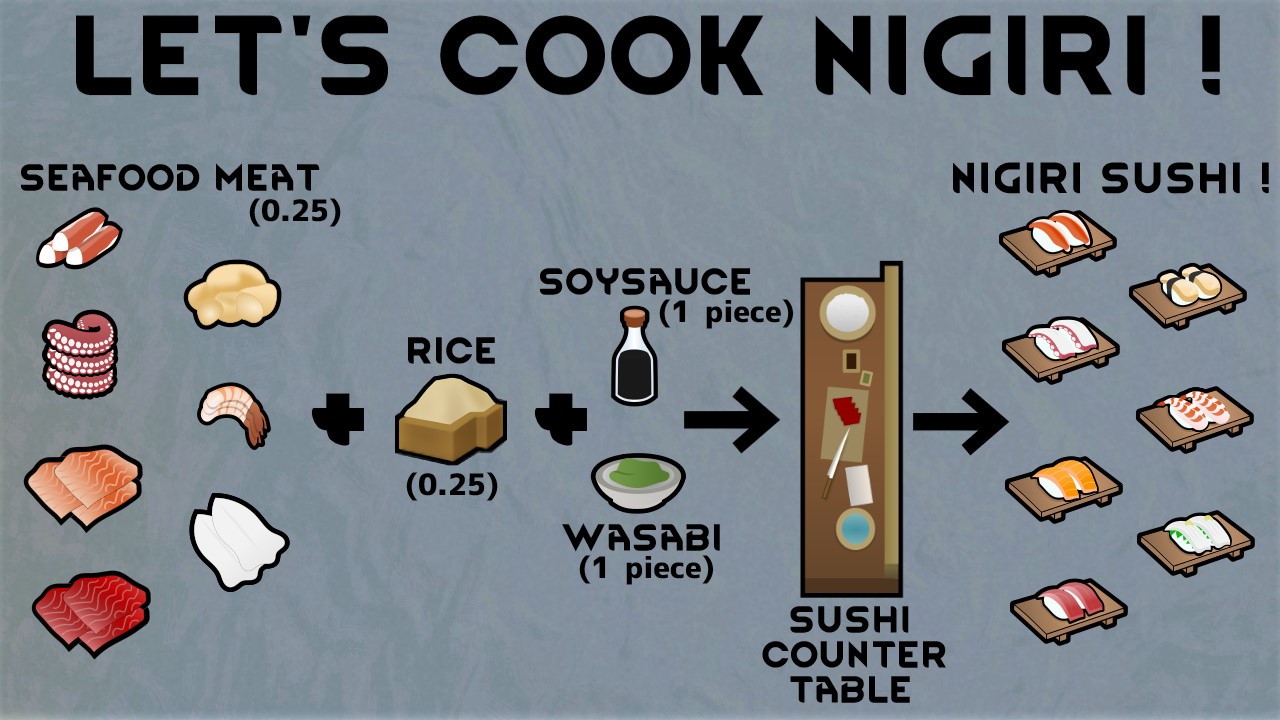 LET'S COOK NIGIRI !
SEAFOOD MEAT
(0.25)
RICE
(0.25)
SOYSAUCE
(1 piece)
WASABI
(1 piece)
SUSHI
COUNTER
TABLE
NIGIRI SUSHI !